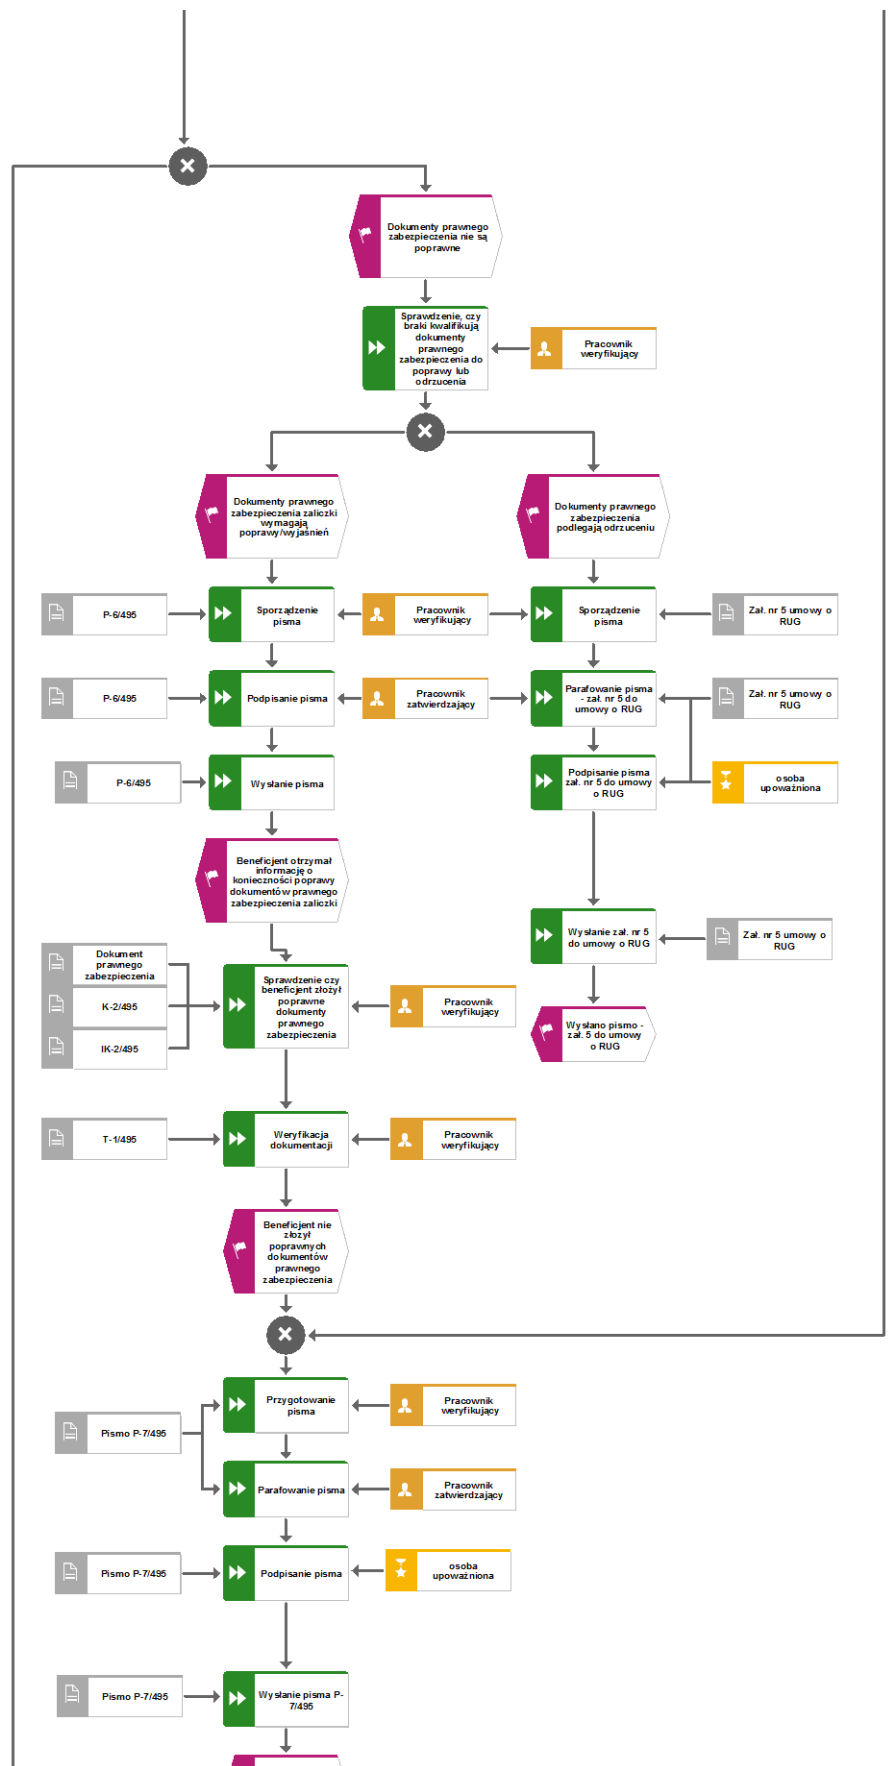 Dokumenty prawnego
zabezpieczenia nie są
poprawne
Sprawdzenie, czy
braki kwalifikują
dokumenty
prawnego
zabezpieczenia do
poprawy lub
odrzucenia
Pracownik
weryfikujący
Dokumenty prawnego
zabezpieczenia zaliczki
wymagają
poprawy/wyjaśnień
Dokumenty prawnego
zabezpieczenia
podlegają odrzuceniu
P-6/495
Sporządzenie
pisma
Pracownik
weryfikujący
Sporządzenie
pisma
Zał. nr 5 umowy o
RUG
P-6/495
Podpisanie pisma
Pracownik
zatwierdzający
Parafowanie pisma
- zał. nr 5 do
umowy o RUG
Zał. nr 5 umowy o
RUG
P-6/495
Wysłanie pisma
Podpisanie pisma
zał. nr 5 do umowy
o RUG
osoba
upoważniona
Beneficjent otrzymał
informację o
konieczności poprawy
dokumentów prawnego
zabezpieczenia zaliczki
Wysłanie zał. nr 5
do umowy o RUG
Zał. nr 5 umowy o
RUG
Dokument
prawnego
zabezpieczenia
K-2/495
IK-2/495
Sprawdzenie czy
beneficjent złożył
poprawne
dokumenty
prawnego
zabezpieczenia
Pracownik
weryfikujący
Wysłano pismo -
zał. 5 do umowy
o RUG
T-1/495
Weryfikacja
dokumentacji
Pracownik
weryfikujący
Beneficjent nie
złozył
poprawnych
dokumentów
prawnego
zabezpieczenia
Pismo P-7/495
Przygotowanie
pisma
Pracownik
weryfikujący
Parafowanie pisma
Pracownik
zatwierdzający
Pismo P-7/495
Podpisanie pisma
osoba
upoważniona
Pismo P-7/495
Wysłanie pisma P-
7/495